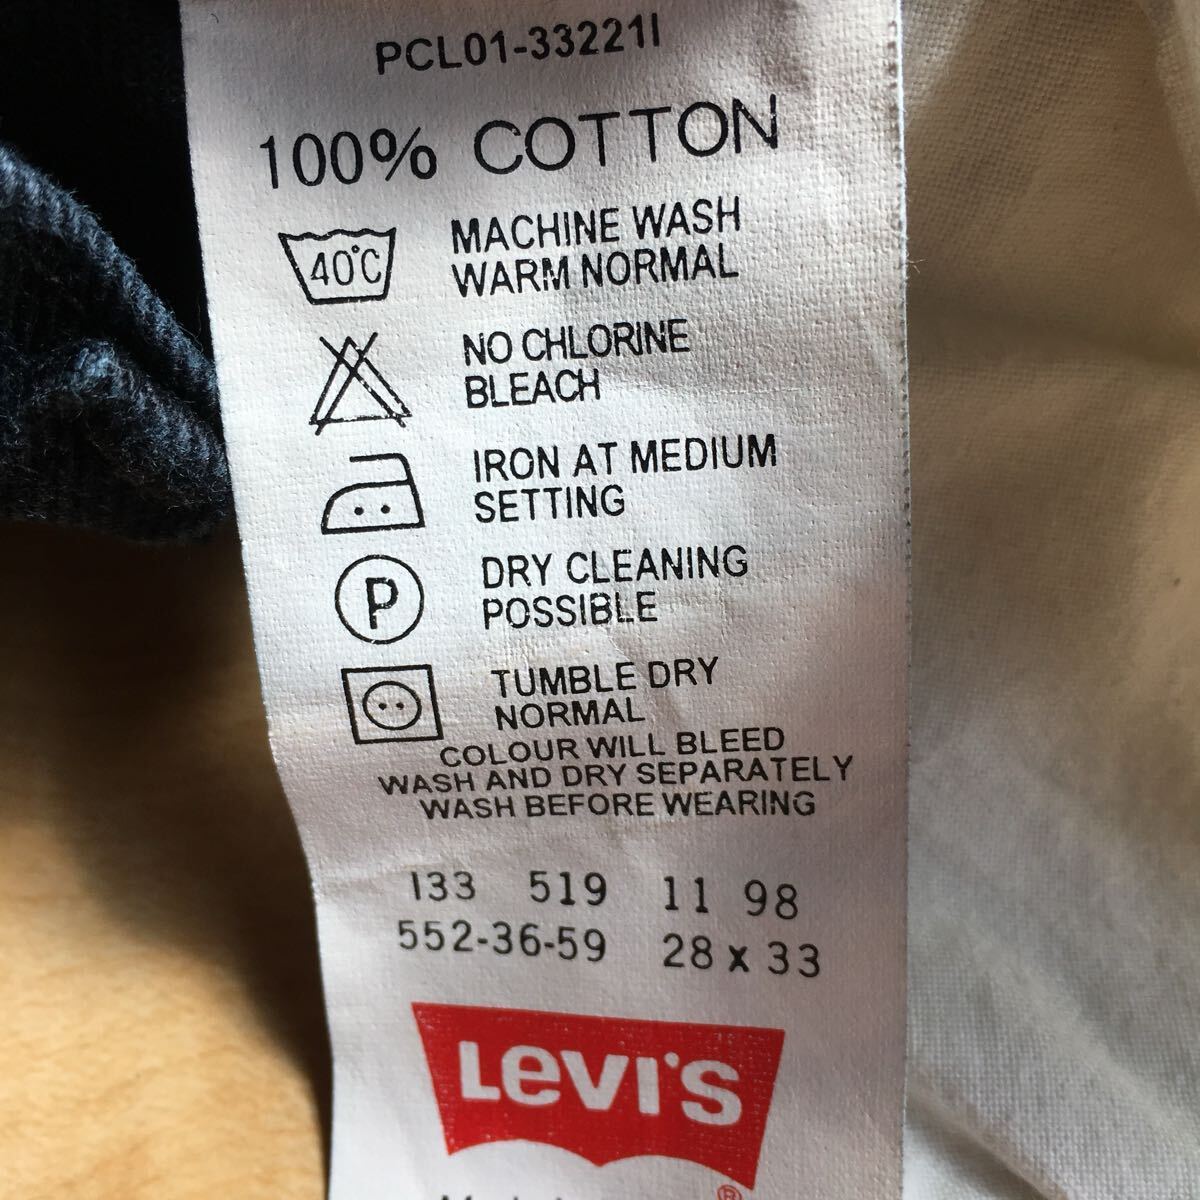 PCL01-33221I
100% COTTON
40°C MACHINE WASH
WARM NORMAL
NO CHLORINE
BLEACH
IRON AT MEDIUM
SETTING
P DRY CLEANING
POSSIBLE
TUMBLE DRY
NORMAL
COLOUR WILL BLEED
WASH AND DRY SEPARATELY
WASH BEFORE WEARING
133 519 11 98
552-36-59 28 x 33
LEVI'S
®